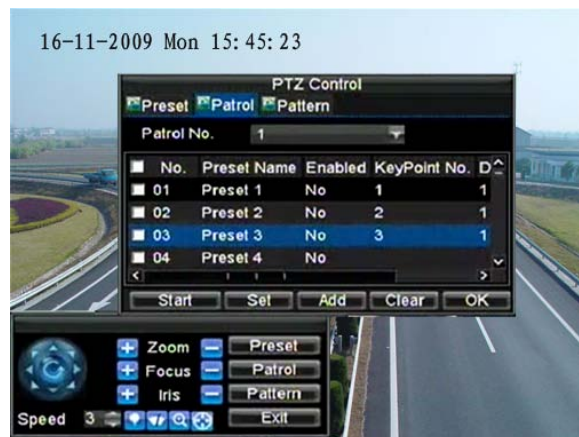 16-11-2009 Mon 15:45:23
PTZ Control
Preset Patrol Pattern
Patrol No. 1
No. Preset Name Enabled KeyPoint No. D
01 Preset 1 No 1 1
02 Preset 2 No 2 1
03 Preset 3 No 3 1
04 Preset 4 No
Start Set Add Clear OK
Zoom Preset
Focus Patrol
Iris Pattern
Speed 3 Exit